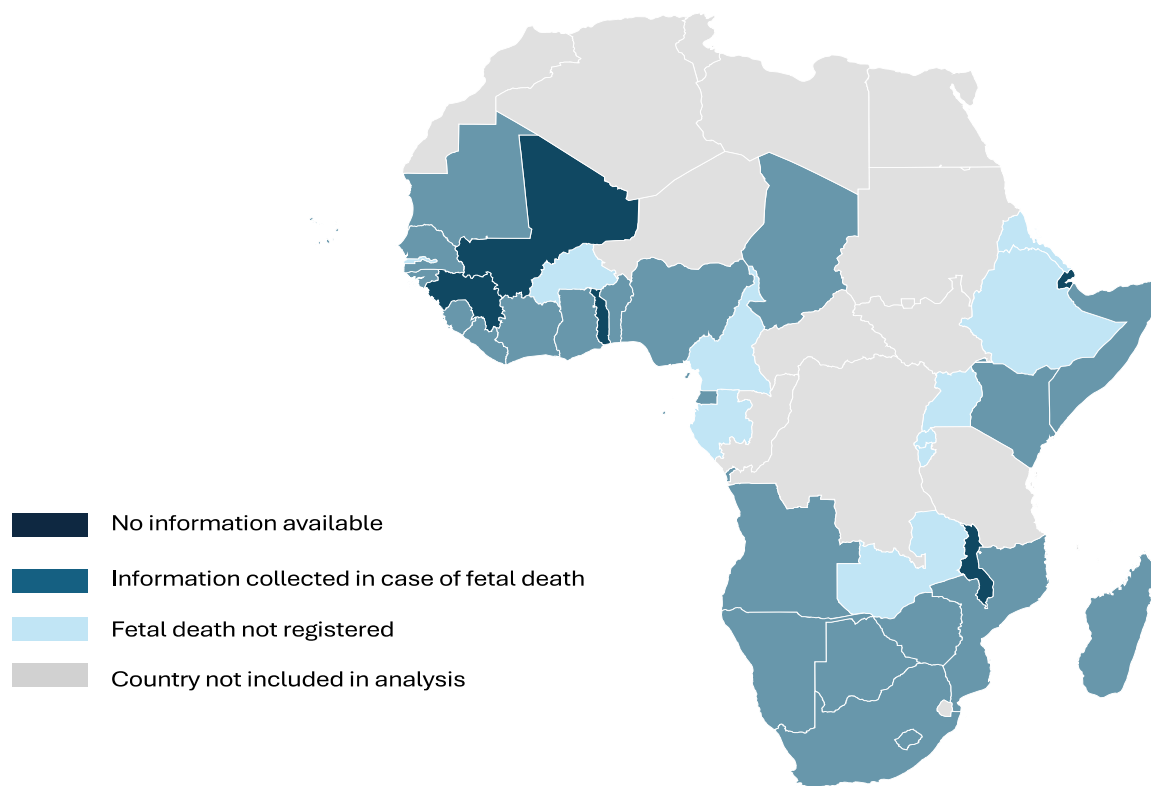 No information available
Information collected in case of fetal death
Fetal death not registered
Country not included in analysis